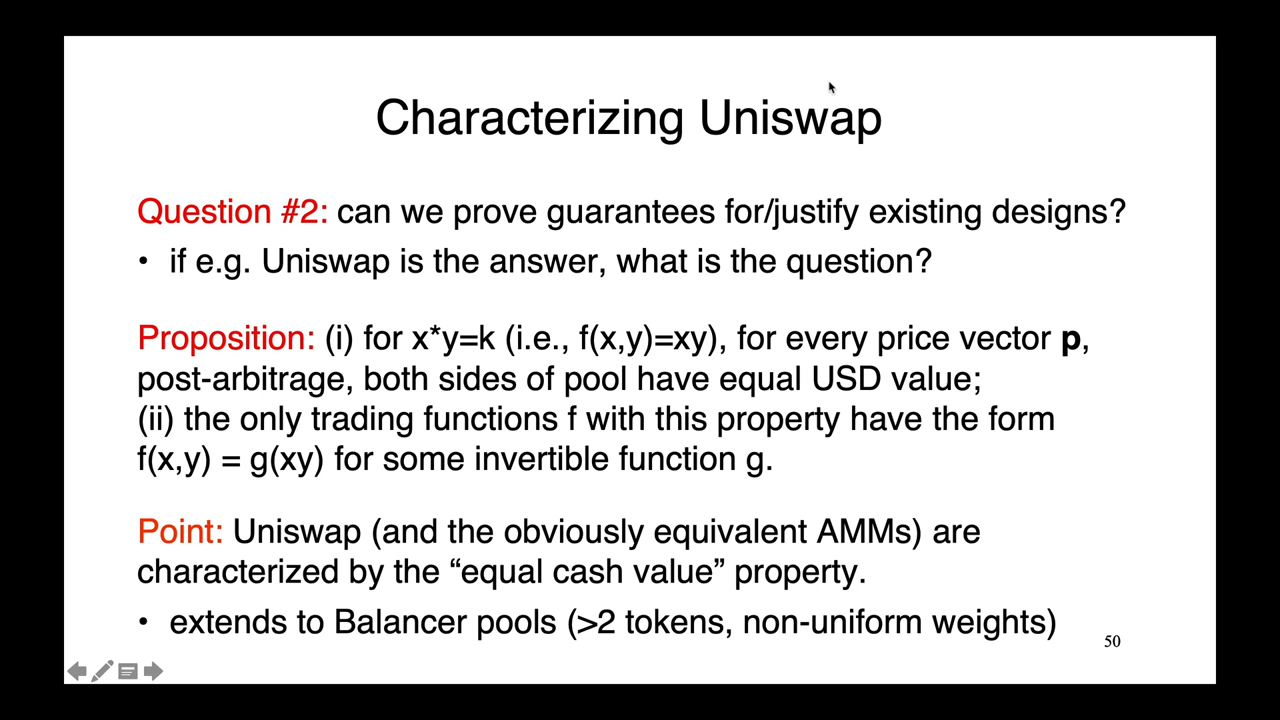 Characterizing Uniswap
Question #2: can we prove guarantees for/justify existing designs?
• if e.g. Uniswap is the answer, what is the question?
Proposition: (i) for x*y=k (i.e., f(x,y)=xy), for every price vector p,
post-arbitrage, both sides of pool have equal USD value;
(ii) the only trading functions f with this property have the form
f(x,y) = g(xy) for some invertible function g.
Point: Uniswap (and the obviously equivalent AMMs) are
characterized by the “equal cash value” property.
• extends to Balancer pools (>2 tokens, non-uniform weights)
50